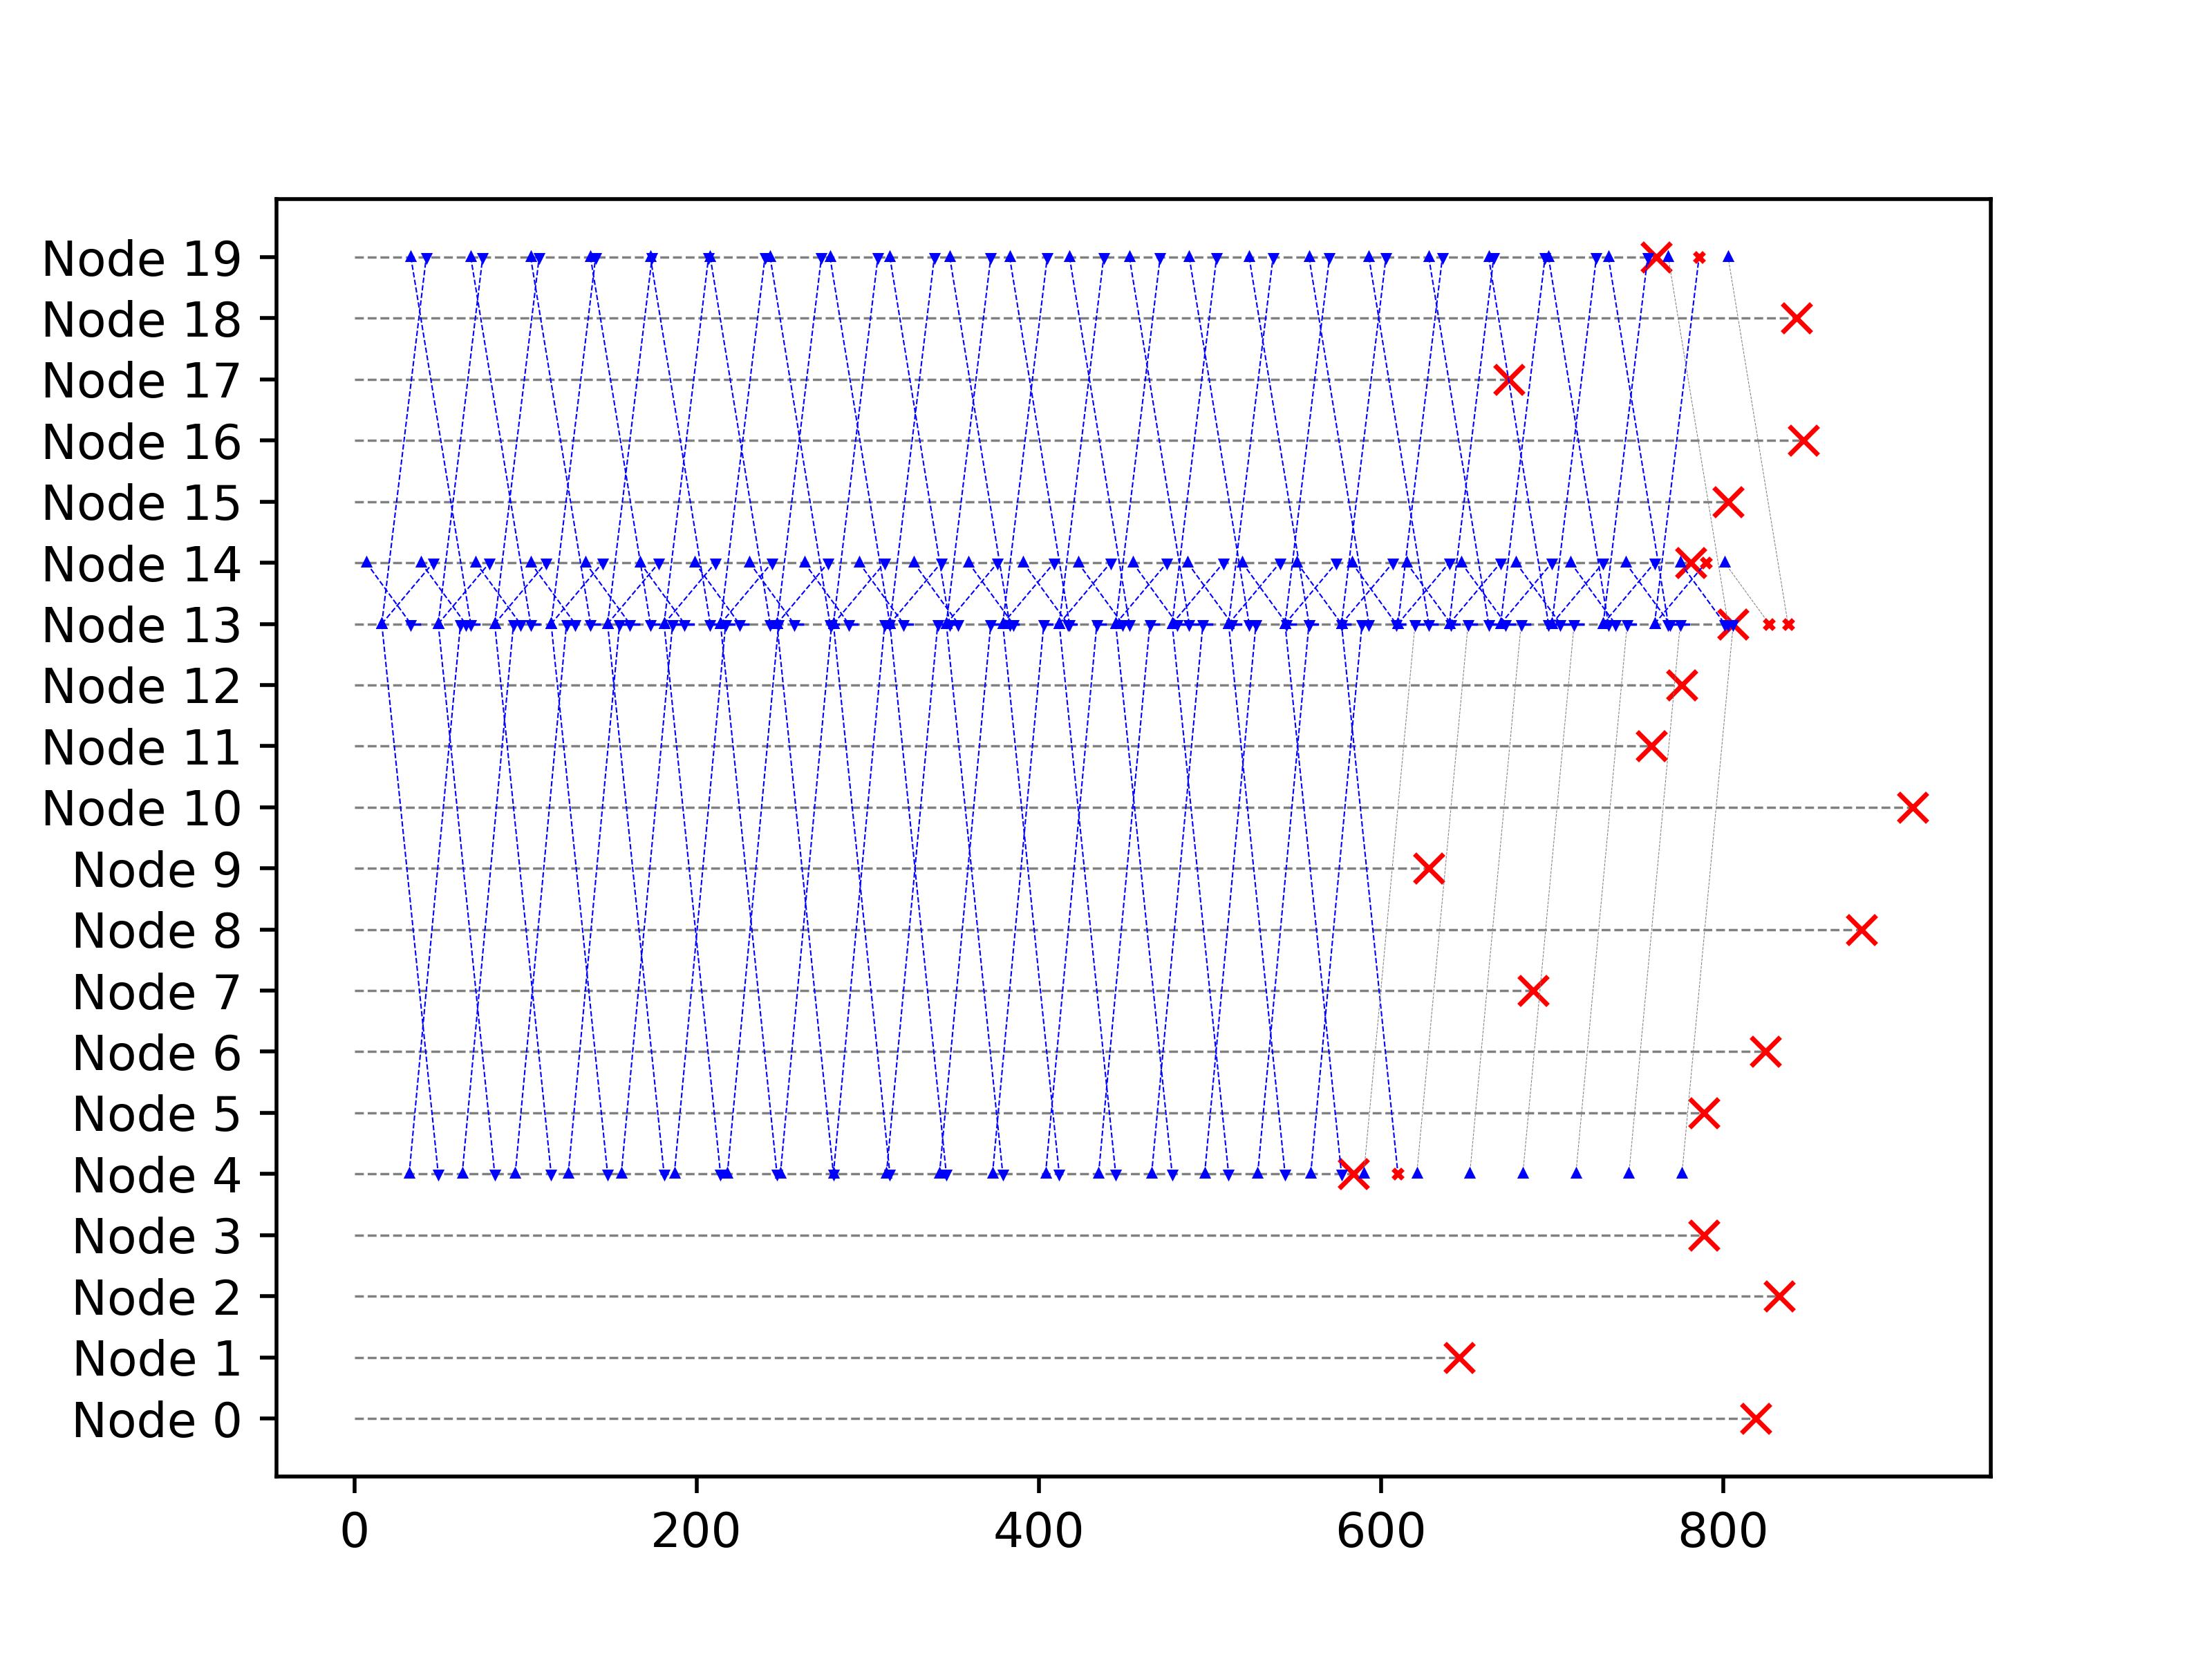 Node 19
Node 18
Node 17
Node 16
Node 15
Node 14
Node 13
Node 12
Node 11
Node 10
Node 9
Node 8
Node 7
Node 6
Node 5
Node 4
Node 3
Node 2
Node 1
Node 0
0 200 400 600 800